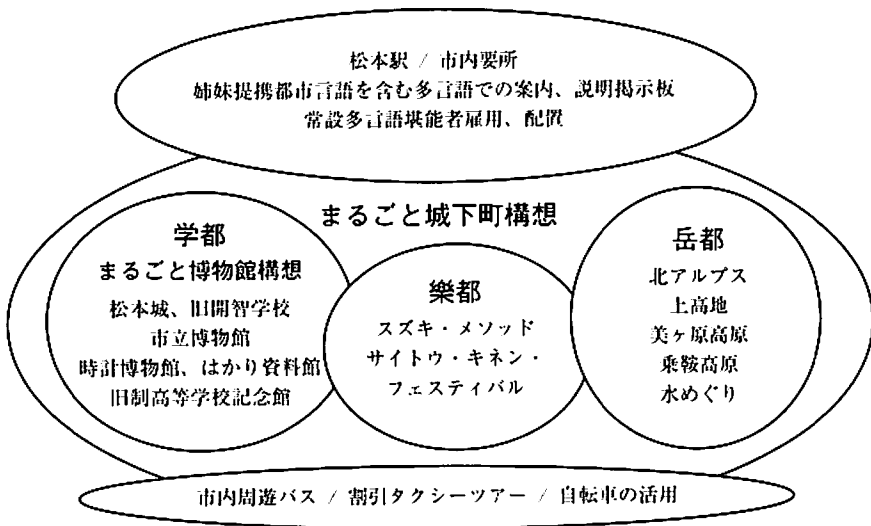 松本駅 / 市内要所
姉妹提携都市言語を含む多言語での案内、説明掲示板
常設多言語堪能者雇用、配置
まるごと城下町構想
学都
まるごと博物館構想
松本城、旧開智学校
市立博物館
時計博物館、はかり資料館
旧制高等学校記念館
樂都
スズキ・メソッド
サイトウ・キネン・
フェスティバル
岳都
北アルプス
上高地
美ヶ原高原
乗鞍高原
水めぐり
市内周遊バス / 割引タクシーツアー / 自転車の活用